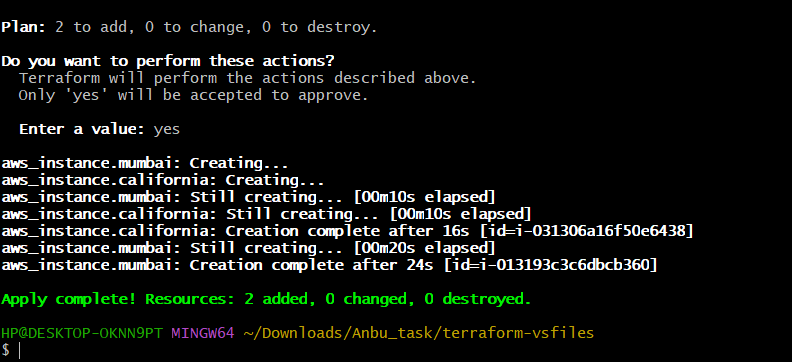 Plan: 2 to add, 0 to change, 0 to destroy.
Do you want to perform these actions?
  Terraform will perform the actions described above.
  Only 'yes' will be accepted to approve.
  Enter a value: yes
aws_instance.mumbai: Creating...
aws_instance.california: Creating...
aws_instance.mumbai: Still creating... [00m10s elapsed]
aws_instance.california: Still creating... [00m10s elapsed]
aws_instance.california: Creation complete after 16s [id=i-031306a16f50e6438]
aws_instance.mumbai: Still creating... [00m20s elapsed]
aws_instance.mumbai: Creation complete after 24s [id=i-013193c3c6dbcb360]
Apply complete! Resources: 2 added, 0 changed, 0 destroyed.
HP@DESKTOP-OKNN9PT MINGW64 ~/Downloads/Anbu_task/terraform-vsfiles
$